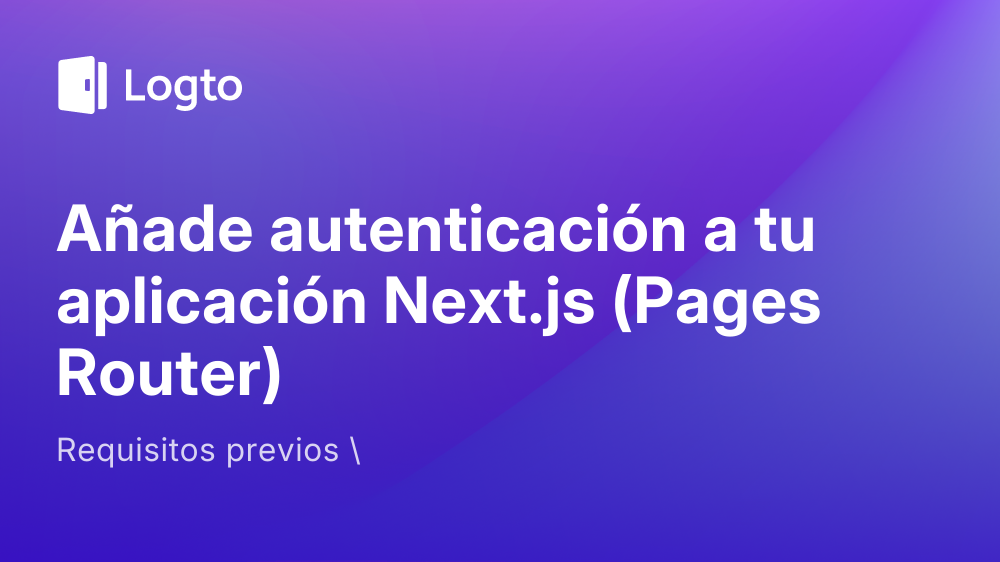 Logto
Añade autenticación a tu
aplicación Next.js (Pages
Router)
Requisitos previos \